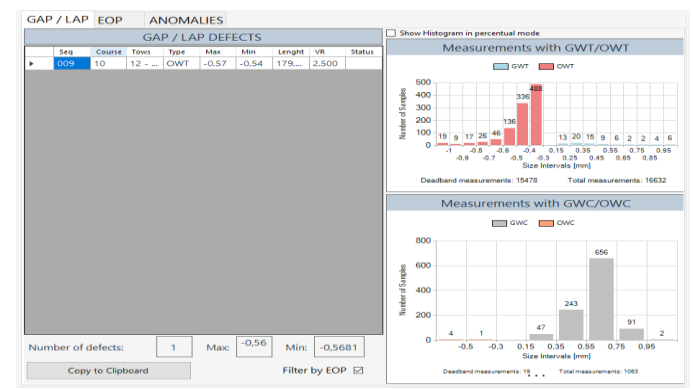 GAP / LAP EOP ANOMALIES
GAP / LAP DEFECTS
Seq Course Tows Type Max Min Lenght VR Status
009 10 12 - ... OWT -0,57 -0,54 179.... 2.500
Number of defects: 1 Max: -0,56 Min: -0,5681
Copy to Clipboard Filter by EOP
Show Histogram in percentual mode
Measurements with GWT/OWT
GWT OWT
Number of Samples
500
400
300
200
100
0
19 9 17 26 46 136 336 488 13 20 15 9 6 2 2 4 6
-1 -0,8 -0,6 -0,4 0,15 0,35 0,55 0,75 0,95
-0,9 -0,7 -0,5 -0,3 0,25 0,45 0,65 0,85
Size Intervals [mm]
Deadband measurements: 15478 Total measurements: 16632
Measurements with GWC/OWC
GWC OWC
Number of Samples
800
600
400
200
0
4 1 47 243 656 91 2
-0,5 -0,3 0,15 0,35 0,55 0,75 0,95
Size Intervals [mm]
Deadband measurements: 19 Total measurements: 1063